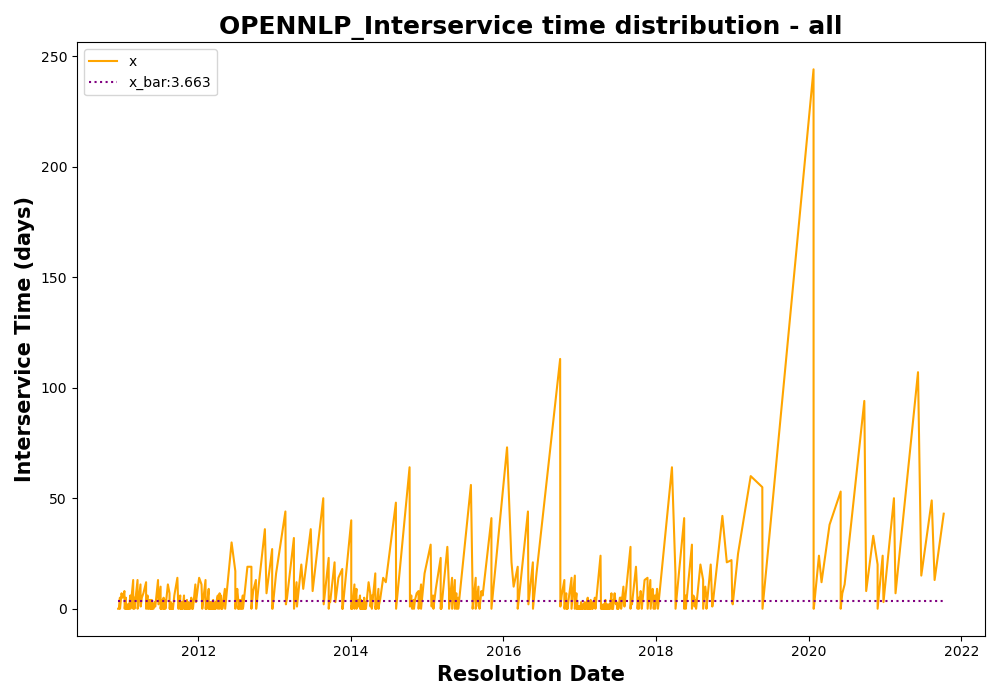 OPENNLP_Interservice time distribution - all
x
x_bar:3.663
Interservice Time (days)
250
200
150
100
50
0
2012 2014 2016 2018 2020 2022
Resolution Date